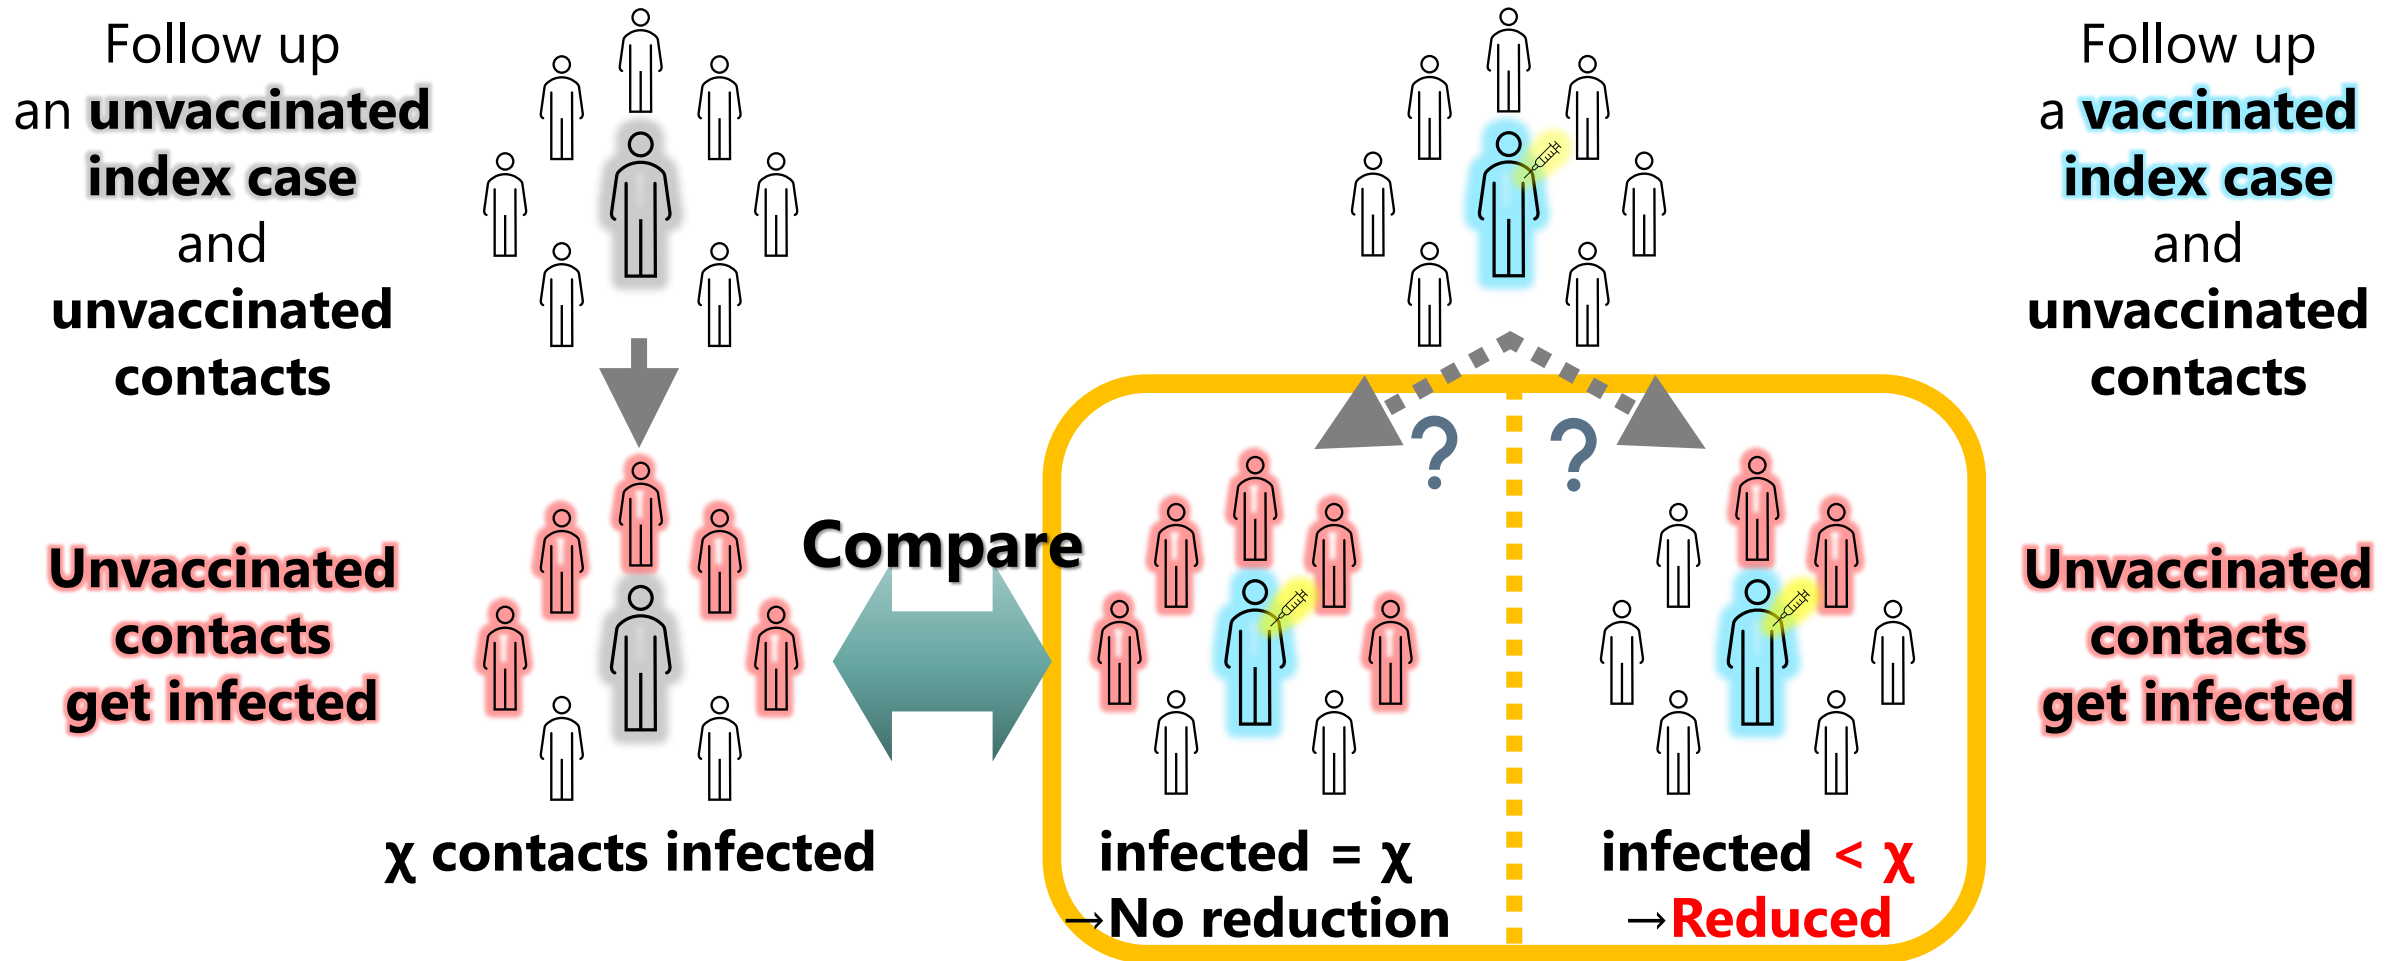 Follow up
an unvaccinated
index case
and
unvaccinated
contacts
Follow up
a vaccinated
index case
and
unvaccinated
contacts
? ?
Unvaccinated
contacts
get infected
Compare
Unvaccinated
contacts
get infected
χ contacts infected
infected = χ
→No reduction
infected < χ
→Reduced